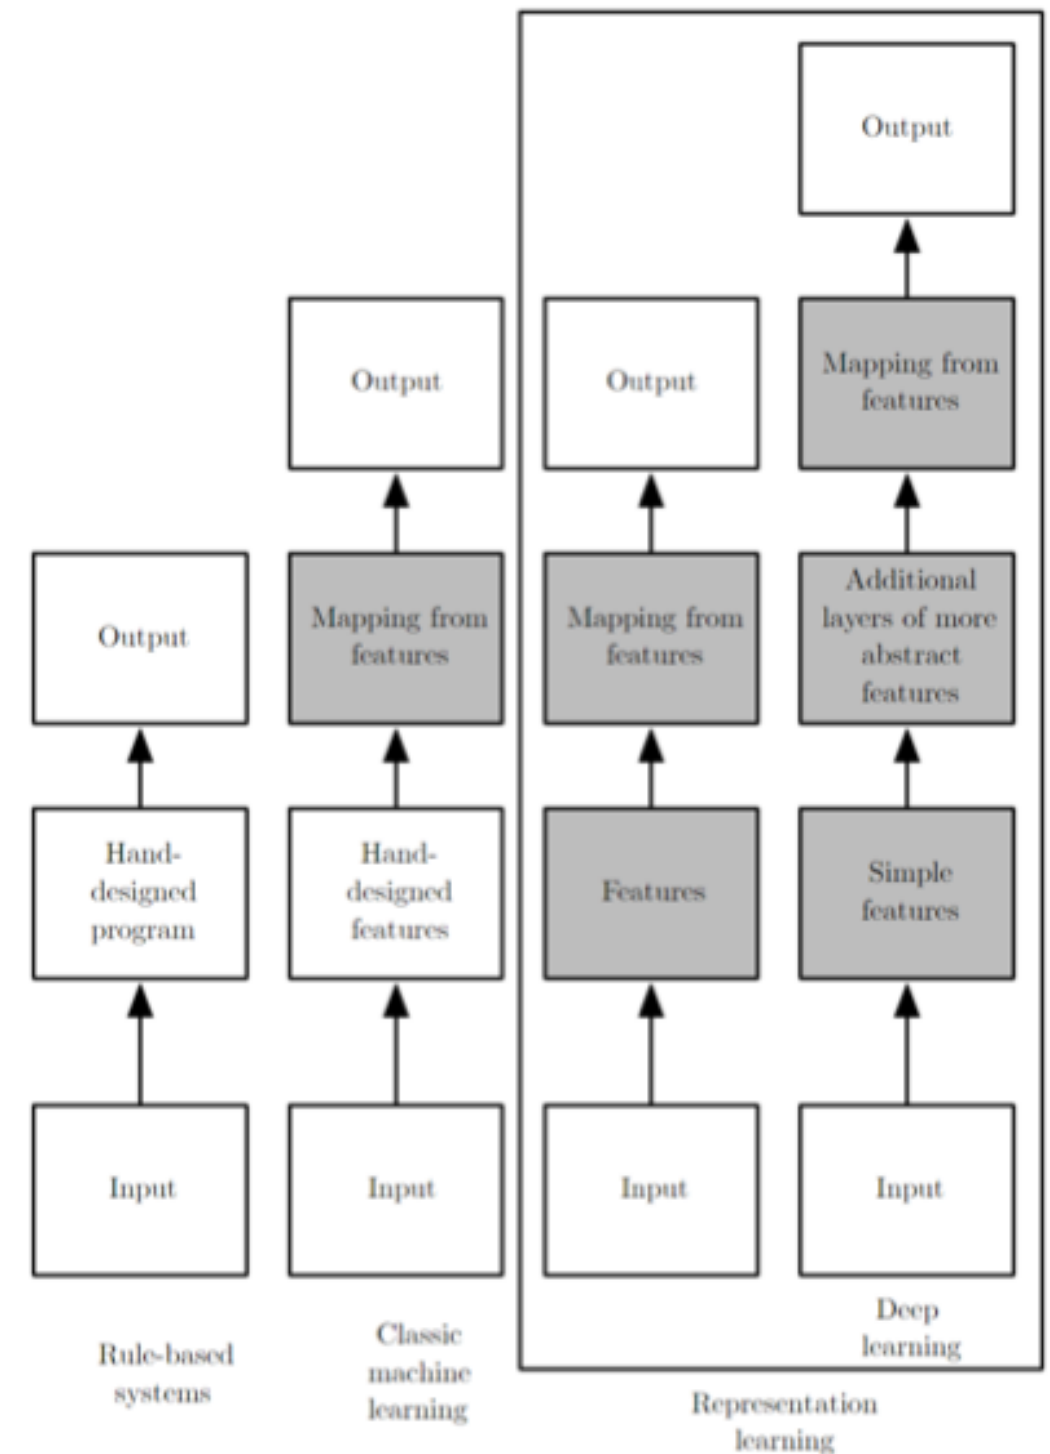 Output
Output
Output
Mapping from
features
Output
Mapping from
features
Mapping from
features
Additional
layers of more
abstract
features
Hand-
designed
program
Hand-
designed
features
Features
Simple
features
Input
Input
Input
Input
Rule-based
systems
Classic
machine
learning
Deep
learning
Representation
learning